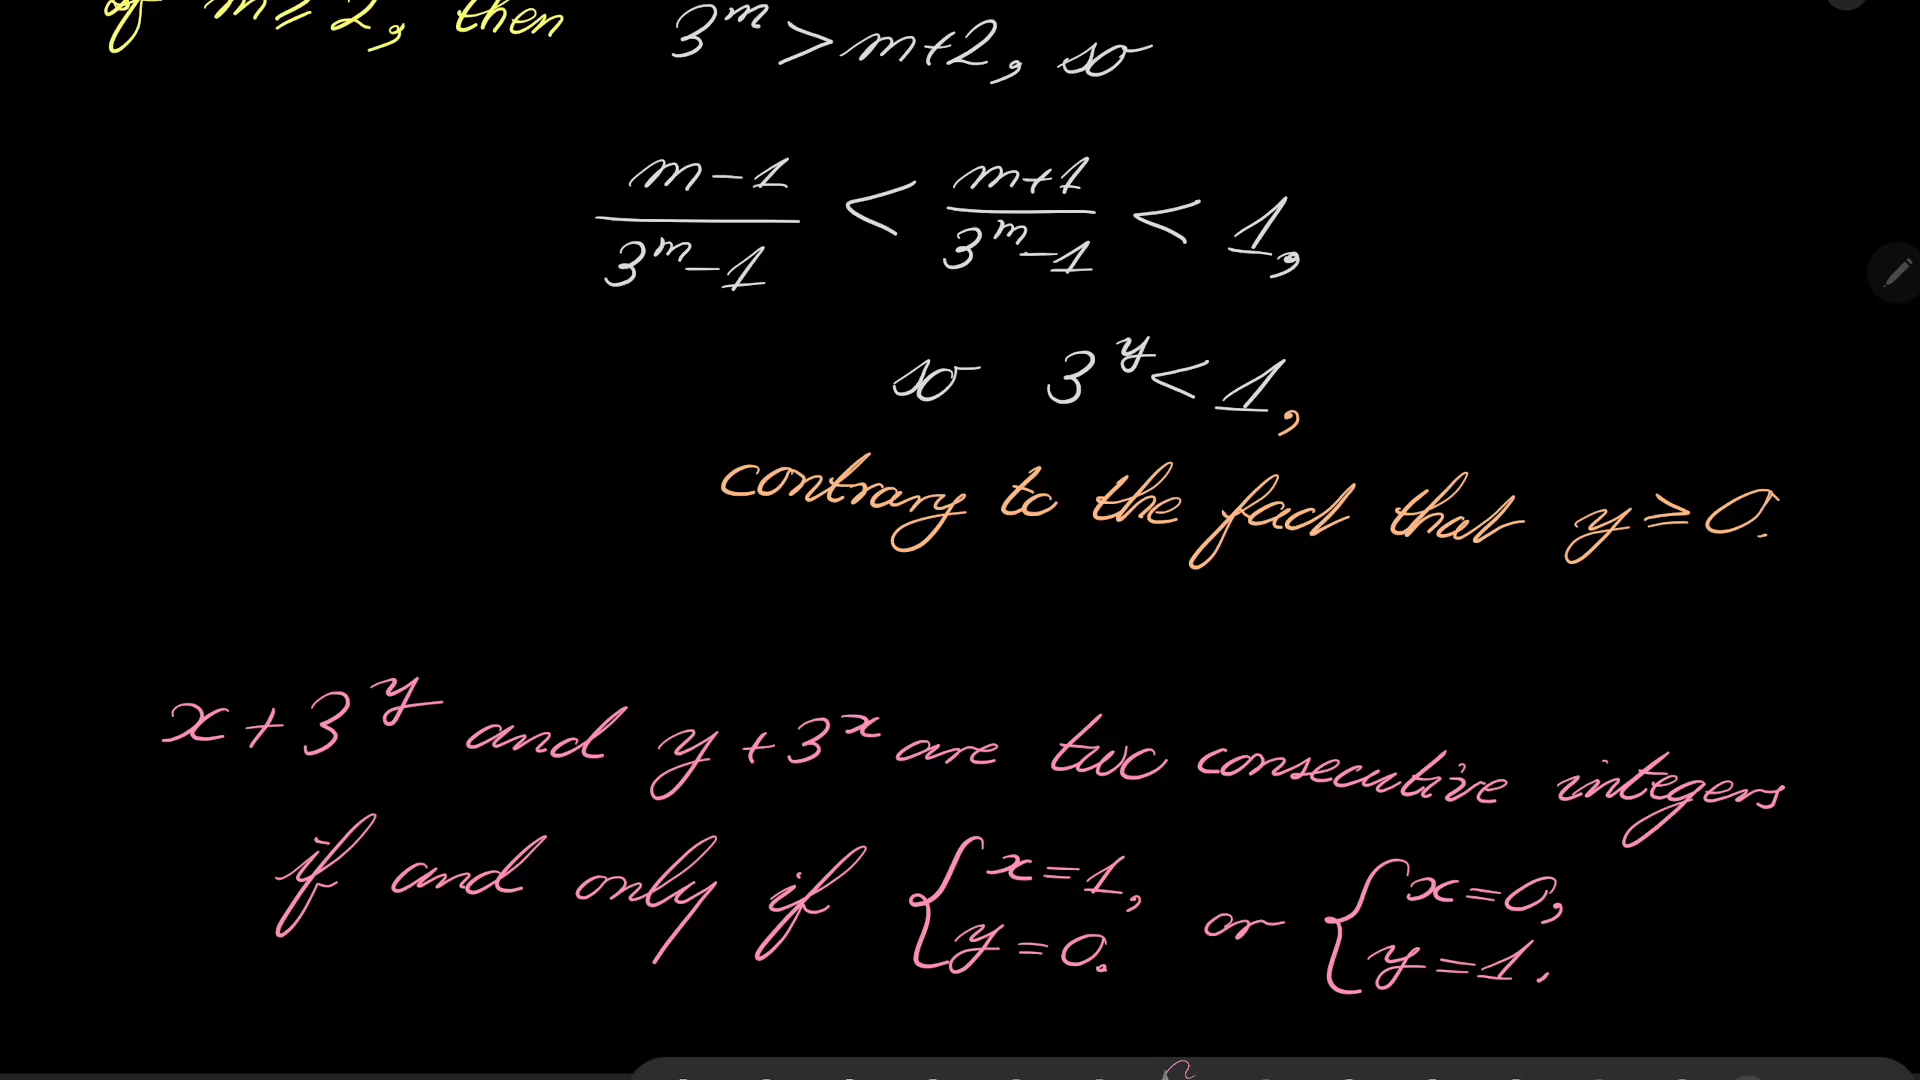 if m ⩾ 2, then 3^m > m+2, so
(m-1)/(3^m-1) < (m+1)/(3^m-1) < 1,
so 3^y < 1,
contrary to the fact that y ⩾ 0.
x + 3^y and y + 3^x are two consecutive integers
if and only if { x=1, y=0. or { x=0, y=1.